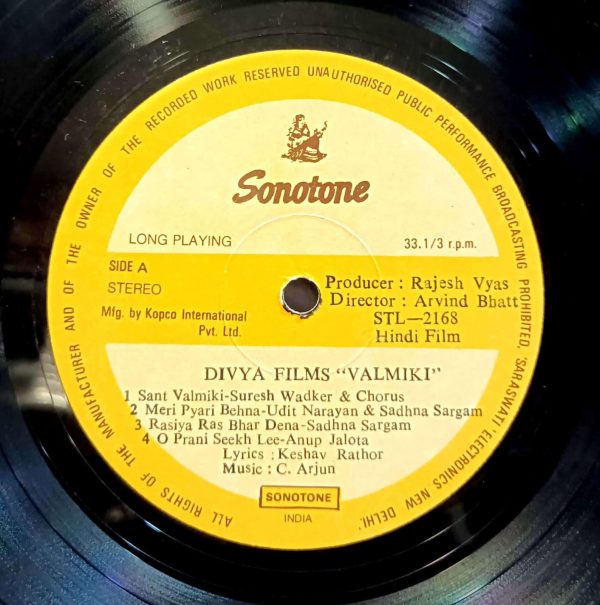 ALL RIGHTS OF THE MANUFACTURER AND OF THE OWNER OF THE RECORDED WORK RESERVED UNAUTHORISED PUBLIC PERFORMANCE BROADCASTING PROHIBITED, 'SARASWATI' ELECTRONICS NEW DELHI.
Sonotone
LONG PLAYING 33.1/3 r.p.m.
SIDE A
STEREO
Mfg. by Kopco International
Pvt. Ltd.
Producer : Rajesh Vyas
Director : Arvind Bhatt
STL—2168
Hindi Film
DIVYA FILMS “VALMIKI”
1 Sant Valmiki-Suresh Wadker & Chorus
2 Meri Pyari Behna-Udit Narayan & Sadhna Sargam
3 Rasiya Ras Bhar Dena-Sadhna Sargam
4 O Prani Seekh Lee-Anup Jalota
Lyrics : Keshav Rathor
Music : C. Arjun
SONOTONE
INDIA